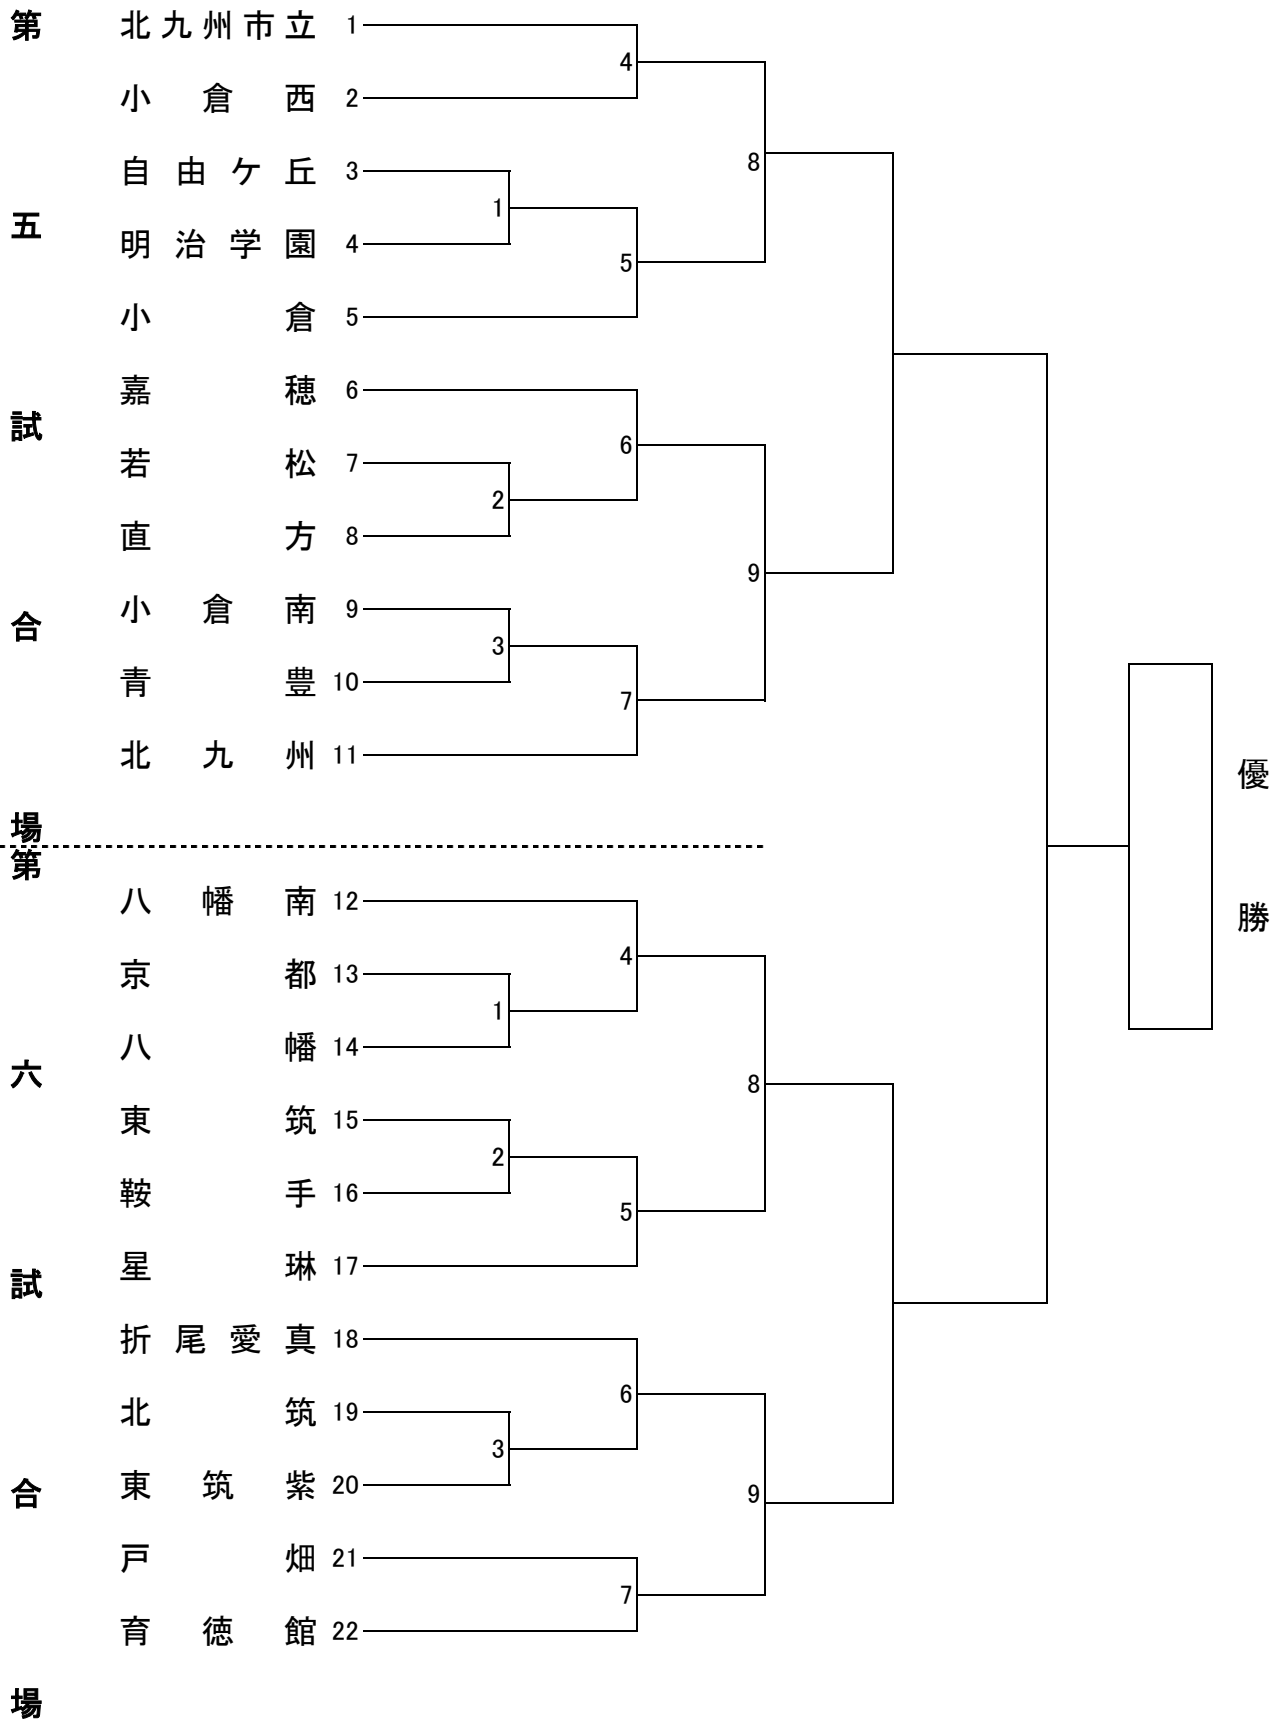 第五試合場
北九州市立 1
小倉西 2
自由ケ丘 3
明治学園 4
小倉 5
嘉穂 6
若松 7
直方 8
小倉南 9
青豊 10
北九州 11
4
1
5
6
2
3
7
8
9
第六試合場
八幡南 12
京都 13
八幡 14
東筑 15
鞍手 16
星琳 17
折尾愛真 18
北筑 19
東筑紫 20
戸畑 21
育徳館 22
4
1
2
5
6
3
7
8
9
優勝